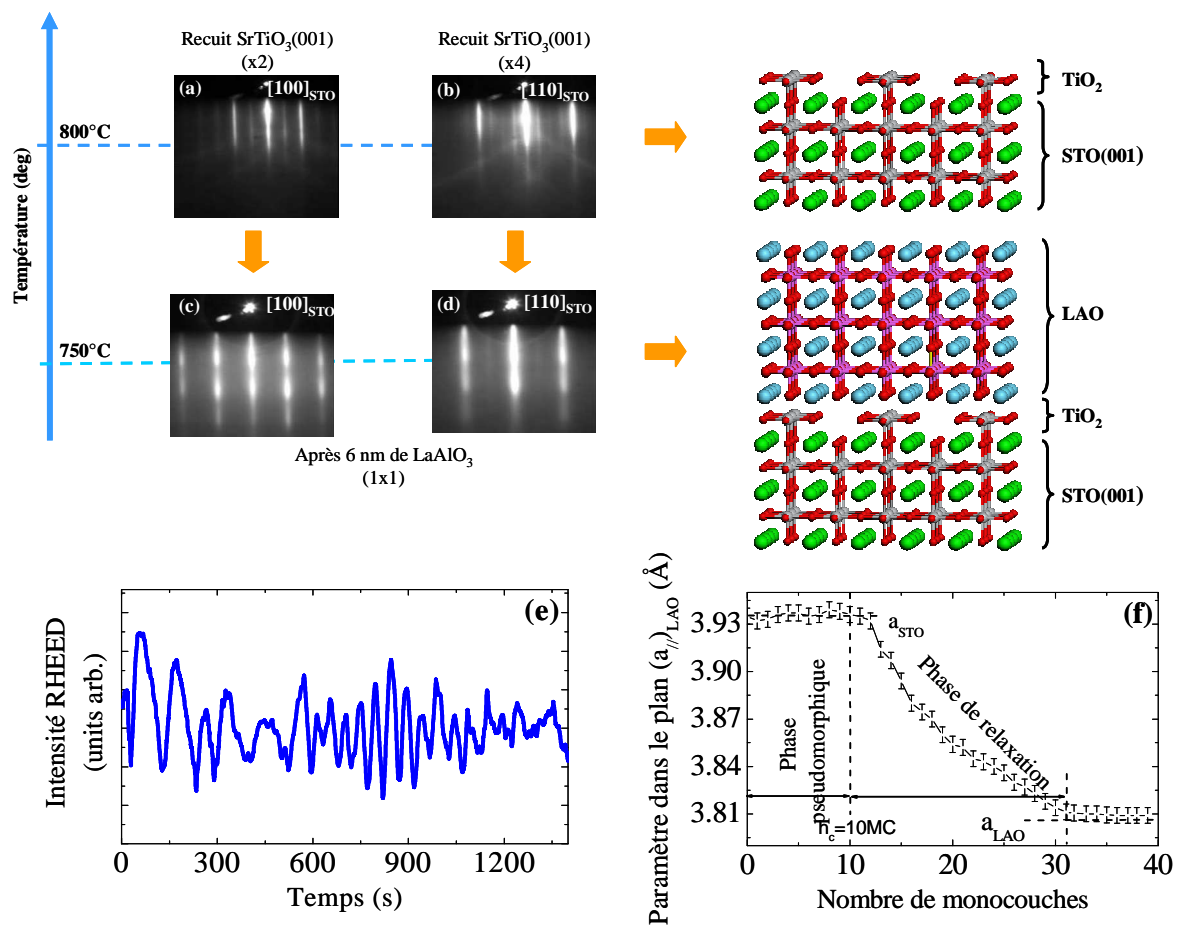 Recuit SrTiO3(001)
(x2)
Recuit SrTiO3(001)
(x4)
Température (deg)
800°C
750°C
(a)
[100]STO
(b)
[110]STO
(c)
[100]STO
(d)
[110]STO
Après 6 nm de LaAlO3
(1x1)
TiO2
STO(001)
LAO
TiO2
STO(001)
(e)
Intensité RHEED
(units arb.)
0
300
600
900
1200
Temps (s)
(f)
Paramètre dans le plan (a//)LAO (Å)
3.93
3.90
3.87
3.84
3.81
aSTO
Phase de relaxation
Phase
pseudomorphique
nc=10MC
aLAO
0
10
20
30
40
Nombre de monocouches